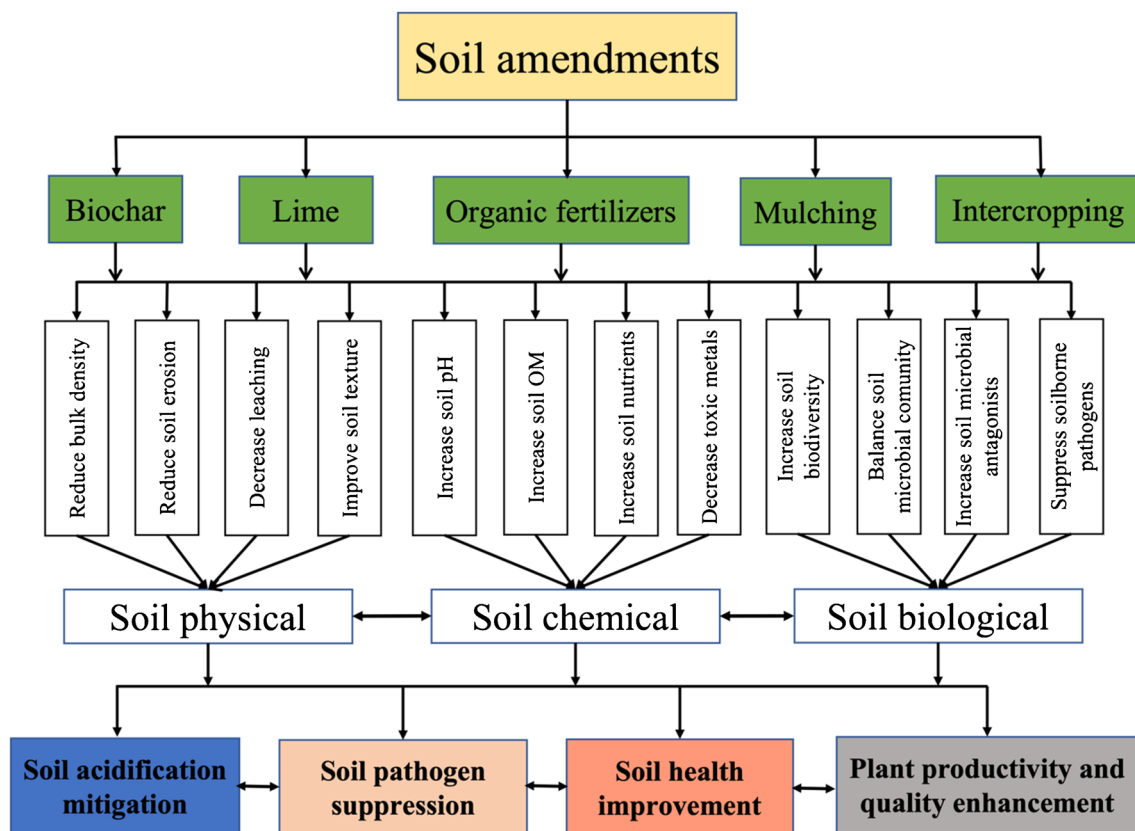 Soil amendments
Biochar
Lime
Organic fertilizers
Mulching
Intercropping
Reduce bulk density
Reduce soil erosion
Decrease leaching
Improve soil texture
Increase soil pH
Increase soil OM
Increase soil nutrients
Decrease toxic metals
Increase soil
biodiversity
Balance soil
microbial comunity
Increase soil microbial
antagonists
Suppress soilborne
pathogens
Soil physical
Soil chemical
Soil biological
Soil acidification
mitigation
Soil pathogen
suppression
Soil health
improvement
Plant productivity and
quality enhancement